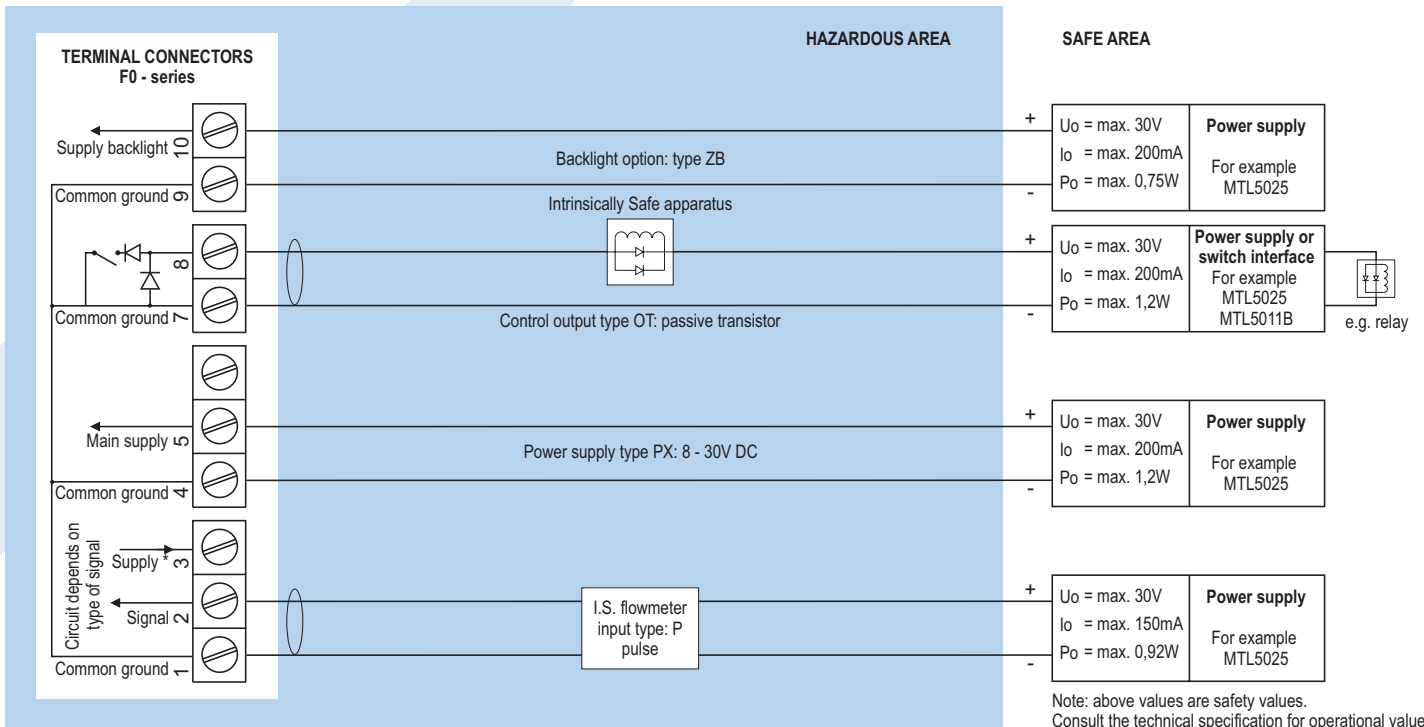 HAZARDOUS AREA
SAFE AREA
TERMINAL CONNECTORS
F0 - series
Supply backlight 10
Common ground 9
8
Common ground 7
Main supply 5
Common ground 4
Circuit depends on
type of signal
Supply * 3
Signal 2
Common ground 1
Backlight option: type ZB
Intrinsically Safe apparatus
Control output type OT: passive transistor
Power supply type PX: 8 - 30V DC
I.S. flowmeter
input type: P
pulse
+
-
Uo = max. 30V
Io = max. 200mA
Po = max. 0,75W
Power supply
For example
MTL5025
+
-
Uo = max. 30V
Io = max. 200mA
Po = max. 1,2W
Power supply or
switch interface
For example
MTL5025
MTL5011B
e.g. relay
+
-
Uo = max. 30V
Io = max. 200mA
Po = max. 1,2W
Power supply
For example
MTL5025
+
-
Uo = max. 30V
Io = max. 150mA
Po = max. 0,92W
Power supply
For example
MTL5025
Note: above values are safety values.
Consult the technical specification for operational value